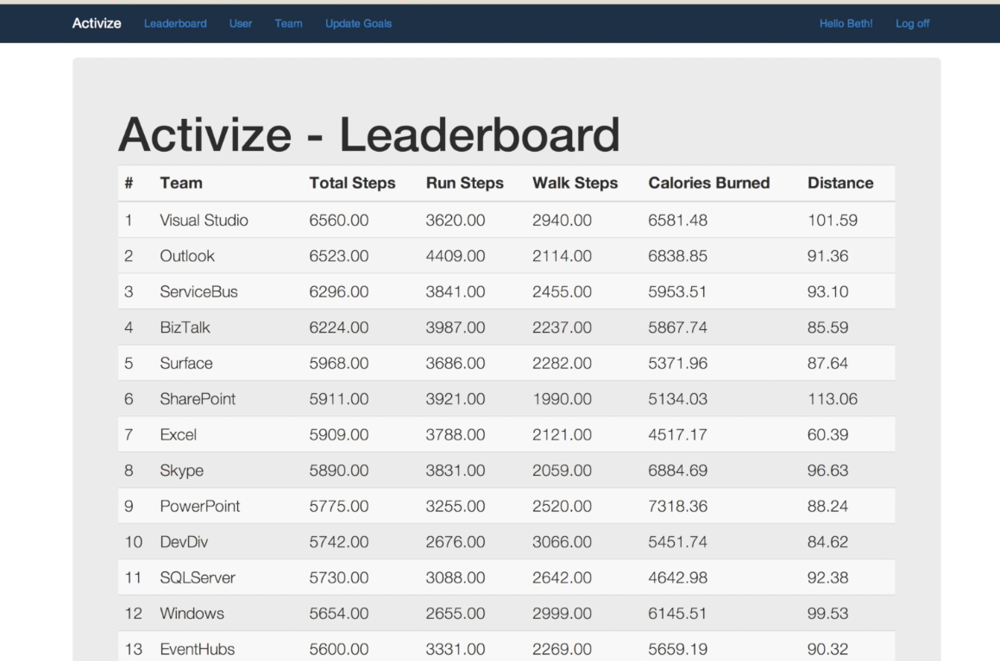 Activize Leaderboard User Team Update Goals Hello Beth! Log off
Activize - Leaderboard
# Team Total Steps Run Steps Walk Steps Calories Burned Distance
1 Visual Studio 6560.00 3620.00 2940.00 6581.48 101.59
2 Outlook 6523.00 4409.00 2114.00 6838.85 91.36
3 ServiceBus 6296.00 3841.00 2455.00 5953.51 93.10
4 BizTalk 6224.00 3987.00 2237.00 5867.74 85.59
5 Surface 5968.00 3686.00 2282.00 5371.96 87.64
6 SharePoint 5911.00 3921.00 1990.00 5134.03 113.06
7 Excel 5909.00 3788.00 2121.00 4517.17 60.39
8 Skype 5890.00 3831.00 2059.00 6884.69 96.63
9 PowerPoint 5775.00 3255.00 2520.00 7318.36 88.24
10 DevDiv 5742.00 2676.00 3066.00 5451.74 84.62
11 SQLServer 5730.00 3088.00 2642.00 4642.98 92.38
12 Windows 5654.00 2655.00 2999.00 6145.51 99.53
13 EventHubs 5600.00 3331.00 2269.00 5659.19 90.32